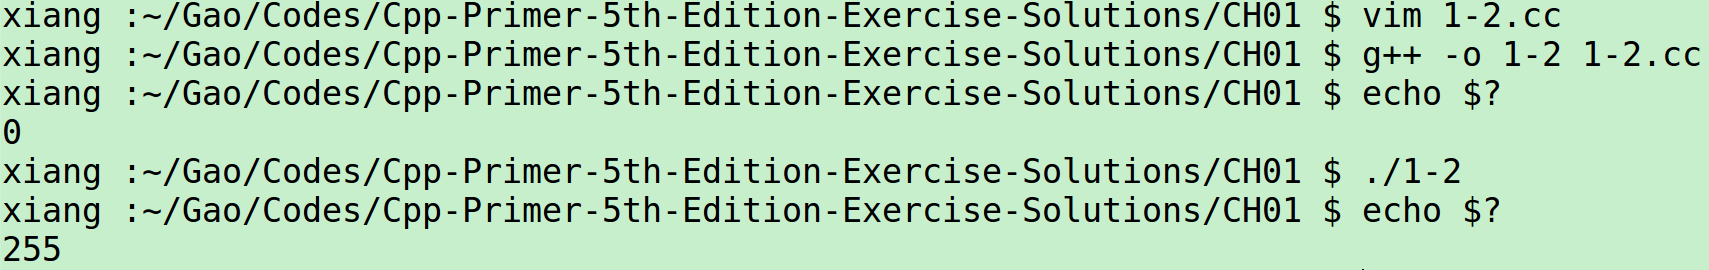 xiang :~/Gao/Codes/Cpp-Primer-5th-Edition-Exercise-Solutions/CH01 $ vim 1-2.cc
xiang :~/Gao/Codes/Cpp-Primer-5th-Edition-Exercise-Solutions/CH01 $ g++ -o 1-2 1-2.cc
xiang :~/Gao/Codes/Cpp-Primer-5th-Edition-Exercise-Solutions/CH01 $ echo $?
0
xiang :~/Gao/Codes/Cpp-Primer-5th-Edition-Exercise-Solutions/CH01 $ ./1-2
xiang :~/Gao/Codes/Cpp-Primer-5th-Edition-Exercise-Solutions/CH01 $ echo $?
255